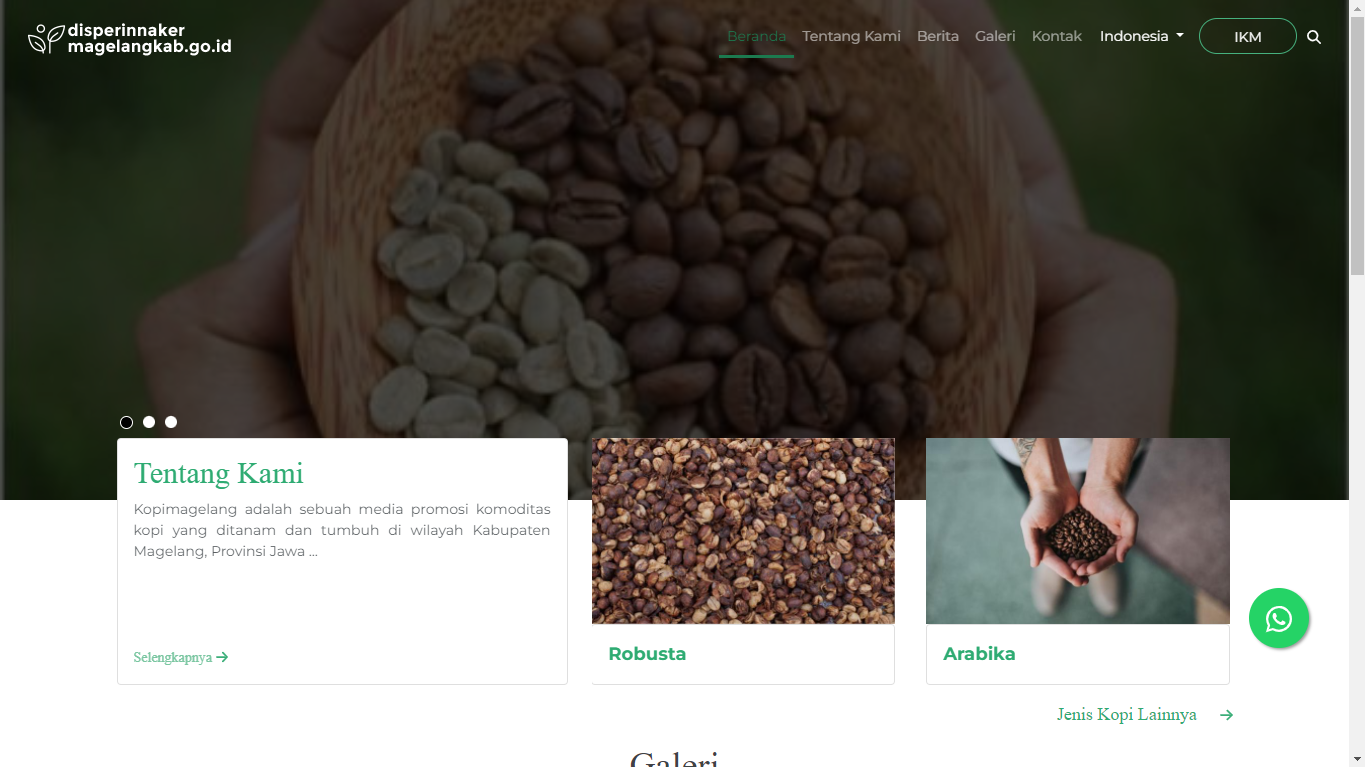 disperinnaker
magelangkab.go.id
Beranda
Tentang Kami
Berita
Galeri
Kontak
Indonesia
IKM
Tentang Kami
Kopimagelang adalah sebuah media promosi komoditas
kopi yang ditanam dan tumbuh di wilayah Kabupaten
Magelang, Provinsi Jawa ...
Selengkapnya
Robusta
Arabika
Jenis Kopi Lainnya
Galeri